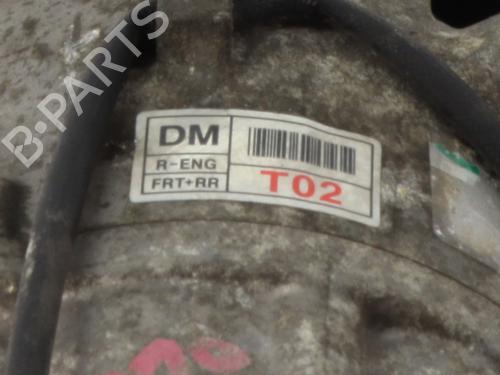 B-PARTS
DM
R-ENG
FRT+RR
T02